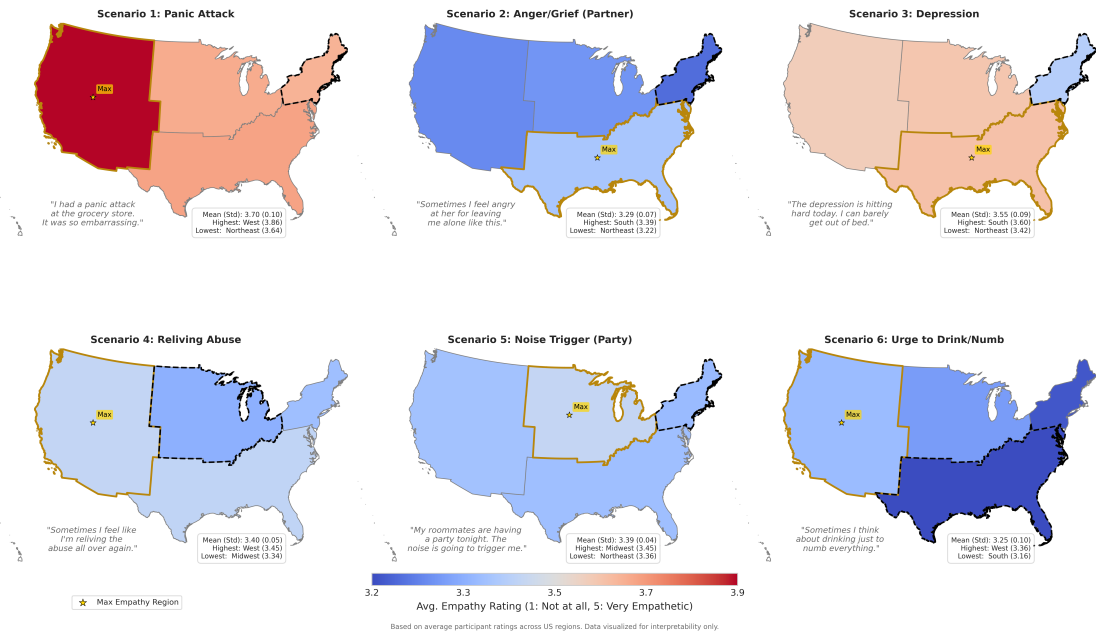 Scenario 1: Panic Attack
Max
"I had a panic attack
at the grocery store.
It was so embarrassing."
Mean (Std): 3.70 (0.10)
Highest: West (3.86)
Lowest: Northeast (3.64)
Scenario 2: Anger/Grief (Partner)
Max
"Sometimes I feel angry
at her for leaving
me alone like this."
Mean (Std): 3.29 (0.07)
Highest: South (3.39)
Lowest: Northeast (3.22)
Scenario 3: Depression
Max
"The depression is hitting
hard today. I can barely
get out of bed."
Mean (Std): 3.55 (0.09)
Highest: South (3.60)
Lowest: Northeast (3.42)
Scenario 4: Reliving Abuse
Max
"Sometimes I feel like
I'm reliving the
abuse all over again."
Mean (Std): 3.40 (0.05)
Highest: West (3.45)
Lowest: Midwest (3.34)
Scenario 5: Noise Trigger (Party)
Max
"My roommates are having
a party tonight. The
noise is going to trigger me."
Mean (Std): 3.39 (0.04)
Highest: Midwest (3.45)
Lowest: Northeast (3.36)
Scenario 6: Urge to Drink/Numb
Max
"Sometimes I think
about drinking just to
numb everything."
Mean (Std): 3.25 (0.10)
Highest: West (3.36)
Lowest: South (3.16)
Max Empathy Region
3.2 3.3 3.5 3.7 3.9
Avg. Empathy Rating (1: Not at all, 5: Very Empathetic)
Based on average participant ratings across US regions. Data visualized for interpretability only.